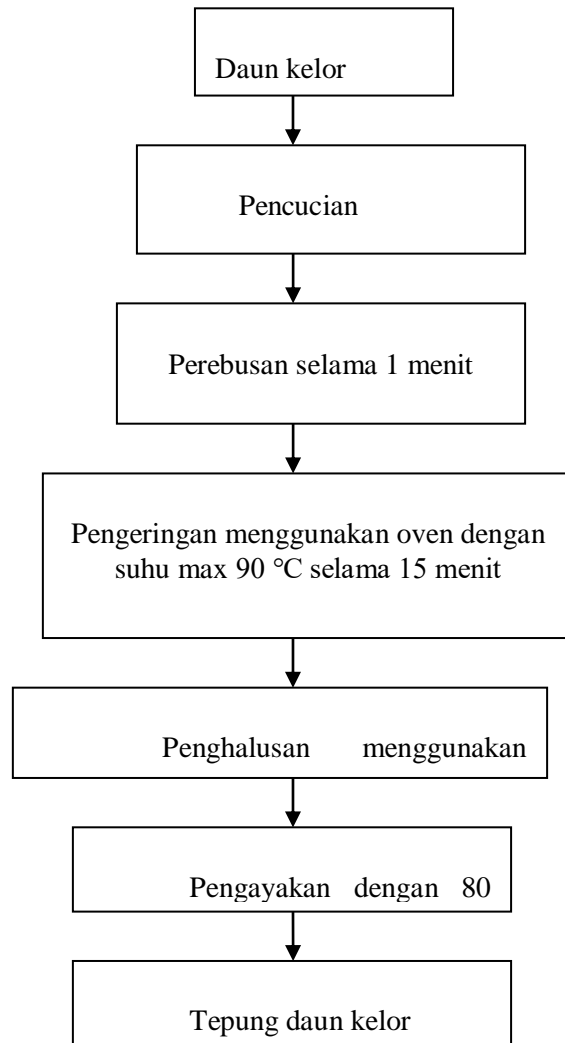 Daun kelor
Pencucian
Perebusan selama 1 menit
Pengeringan menggunakan oven dengan
suhu max 90 °C selama 15 menit
Penghalusan menggunakan
Pengayakan dengan 80
Tepung daun kelor